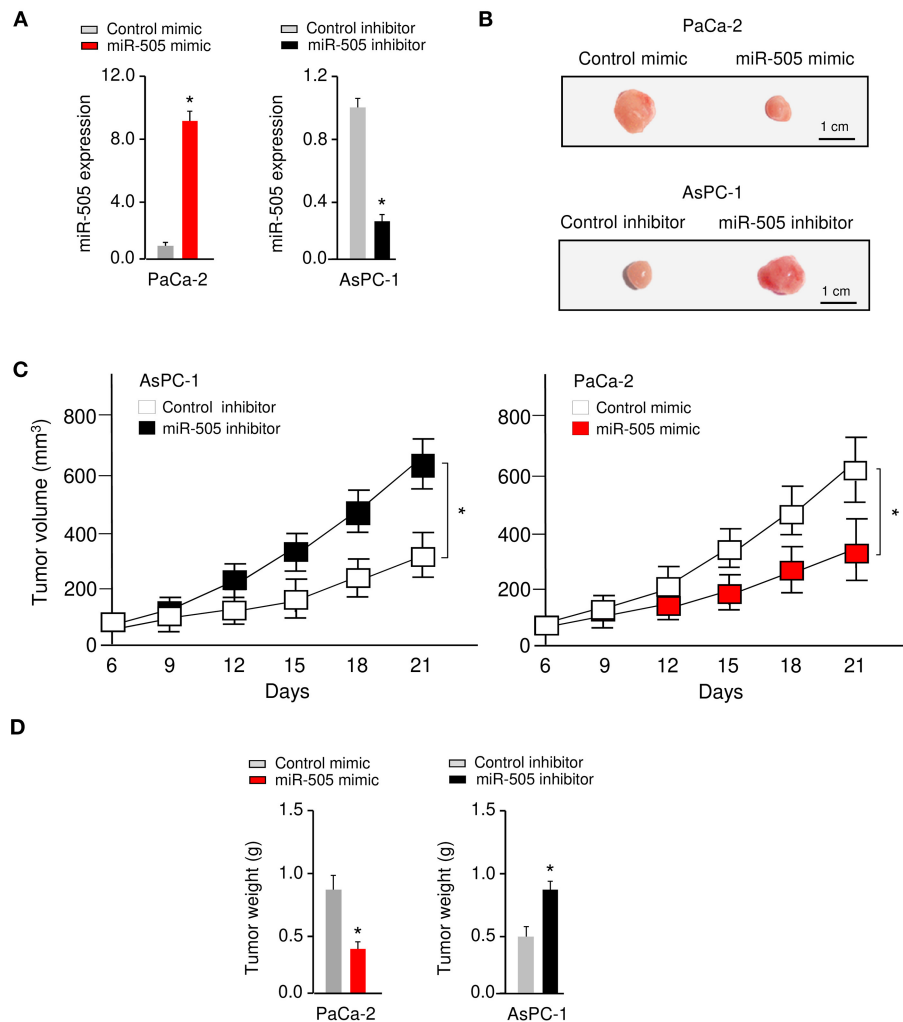 A
Control mimic
miR-505 mimic
Control inhibitor
miR-505 inhibitor
miR-505 expression
12.0
8.0
4.0
0.0
*
PaCa-2
miR-505 expression
1.2
0.8
0.4
0.0
*
AsPC-1
B
PaCa-2
Control mimic
miR-505 mimic
1 cm
AsPC-1
Control inhibitor
miR-505 inhibitor
1 cm
C
AsPC-1
Control inhibitor
miR-505 inhibitor
Tumor volume (mm³)
800
600
400
200
0
*
6 9 12 15 18 21
Days
PaCa-2
Control mimic
miR-505 mimic
800
600
400
200
0
*
6 9 12 15 18 21
Days
D
Control mimic
miR-505 mimic
Control inhibitor
miR-505 inhibitor
Tumor weight (g)
1.5
1.0
0.5
0.0
*
PaCa-2
Tumor weight (g)
1.5
1.0
0.5
0.0
*
AsPC-1